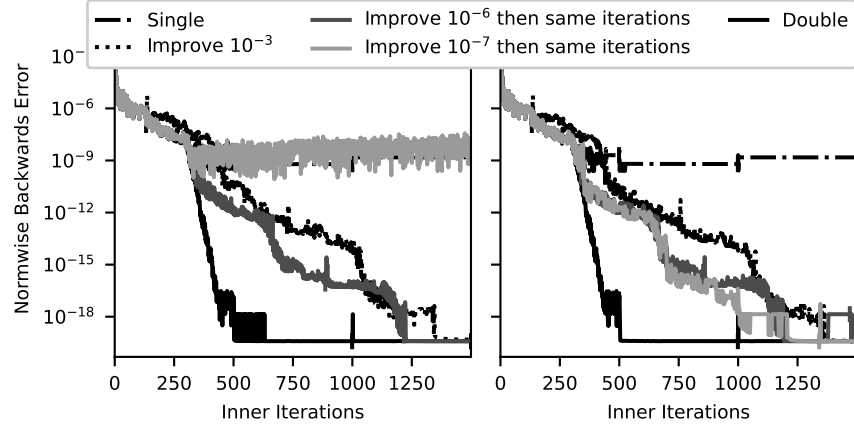 Single
Improve 10⁻³
Improve 10⁻⁶ then same iterations
Improve 10⁻⁷ then same iterations
Double
Normwise Backwards Error
10⁻⁶
10⁻⁹
10⁻¹²
10⁻¹⁵
10⁻¹⁸
0 250 500 750 1000 1250
Inner Iterations
0 250 500 750 1000 1250
Inner Iterations